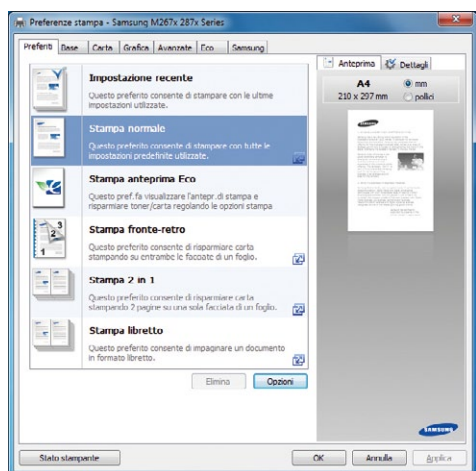 Preferenze stampa - Samsung M267x 287x Series
Preferiti Base Carta Grafica Avanzate Eco Samsung
Impostazione recente
Questo preferito consente di stampare con le ultime
impostazioni utilizzate.
Stampa normale
Questo preferito consente di stampare con tutte le
impostazioni predefinite utilizzate.
Stampa anteprima Eco
Questo pref.fa visualizzare l'antepr.di stampa e
risparmiare toner/carta regolando le opzioni stampa
Stampa fronte-retro
Questo preferito consente di risparmiare carta
stampando su entrambe le facciate di un foglio.
Stampa 2 in 1
Questo preferito consente di risparmiare carta
stampando 2 pagine su una sola facciata di un foglio.
Stampa libretto
Questo preferito consente di impaginare un documento
in formato libretto.
Elimina Opzioni
Anteprima Dettagli
A4
210 x 297 mm
mm
pollici
SAMSUNG
Stato stampante OK Annulla Applica